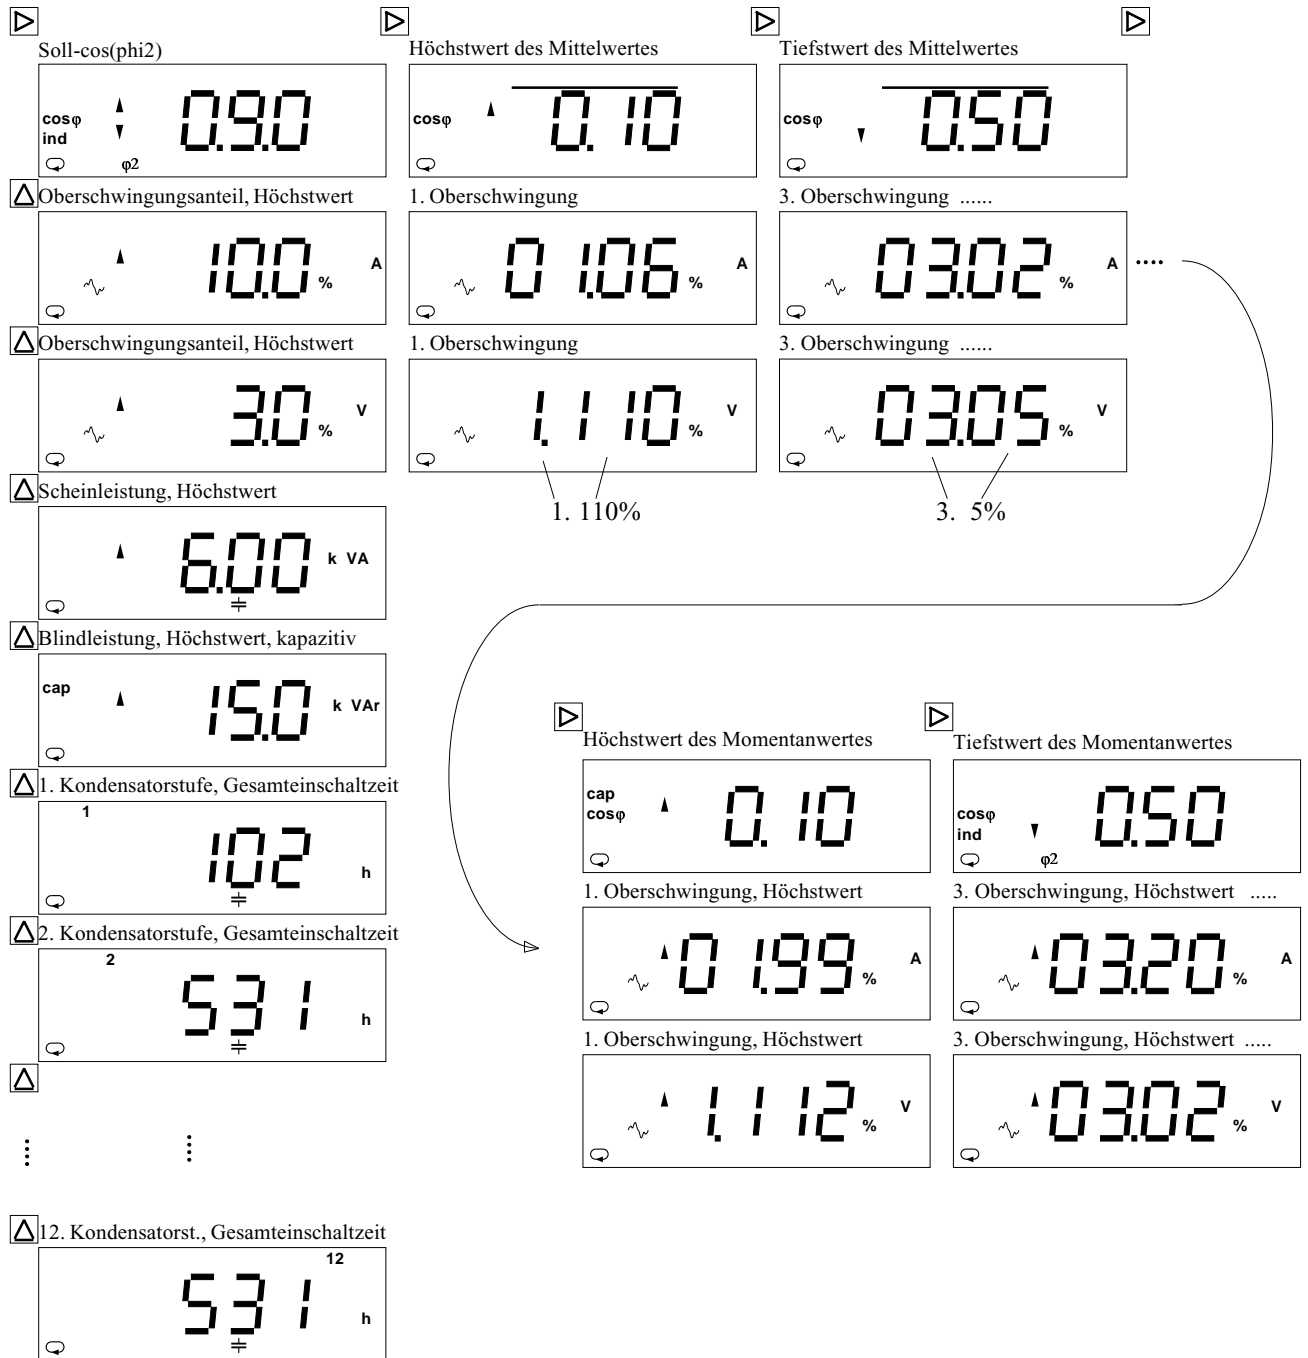 Soll-cos(phi2)
cosφ
ind
0.9.0
φ2
Höchstwert des Mittelwertes
cosφ
0.10
Tiefstwert des Mittelwertes
cosφ
0.50
Oberschwingungsanteil, Höchstwert
10.0 % A
1. Oberschwingung
01.06 % A
3. Oberschwingung ......
03.02 % A ....
Oberschwingungsanteil, Höchstwert
3.0 % V
1. Oberschwingung
1.110 % V
1. 110%
3. Oberschwingung ......
03.05 % V
3. 5%
Scheinleistung, Höchstwert
6.00 k VA
Blindleistung, Höchstwert, kapazitiv
cap
15.0 k VAr
1. Kondensatorstufe, Gesamteinschaltzeit
1
102 h
2. Kondensatorstufe, Gesamteinschaltzeit
2
531 h
12. Kondensatorst., Gesamteinschaltzeit
12
531 h
Höchstwert des Momentanwertes
cap
cosφ
0.10
Tiefstwert des Momentanwertes
cosφ
ind
0.50
φ2
1. Oberschwingung, Höchstwert
01.99 % A
3. Oberschwingung, Höchstwert .....
03.20 % A
1. Oberschwingung, Höchstwert
1.112 % V
3. Oberschwingung, Höchstwert .....
03.02 % V